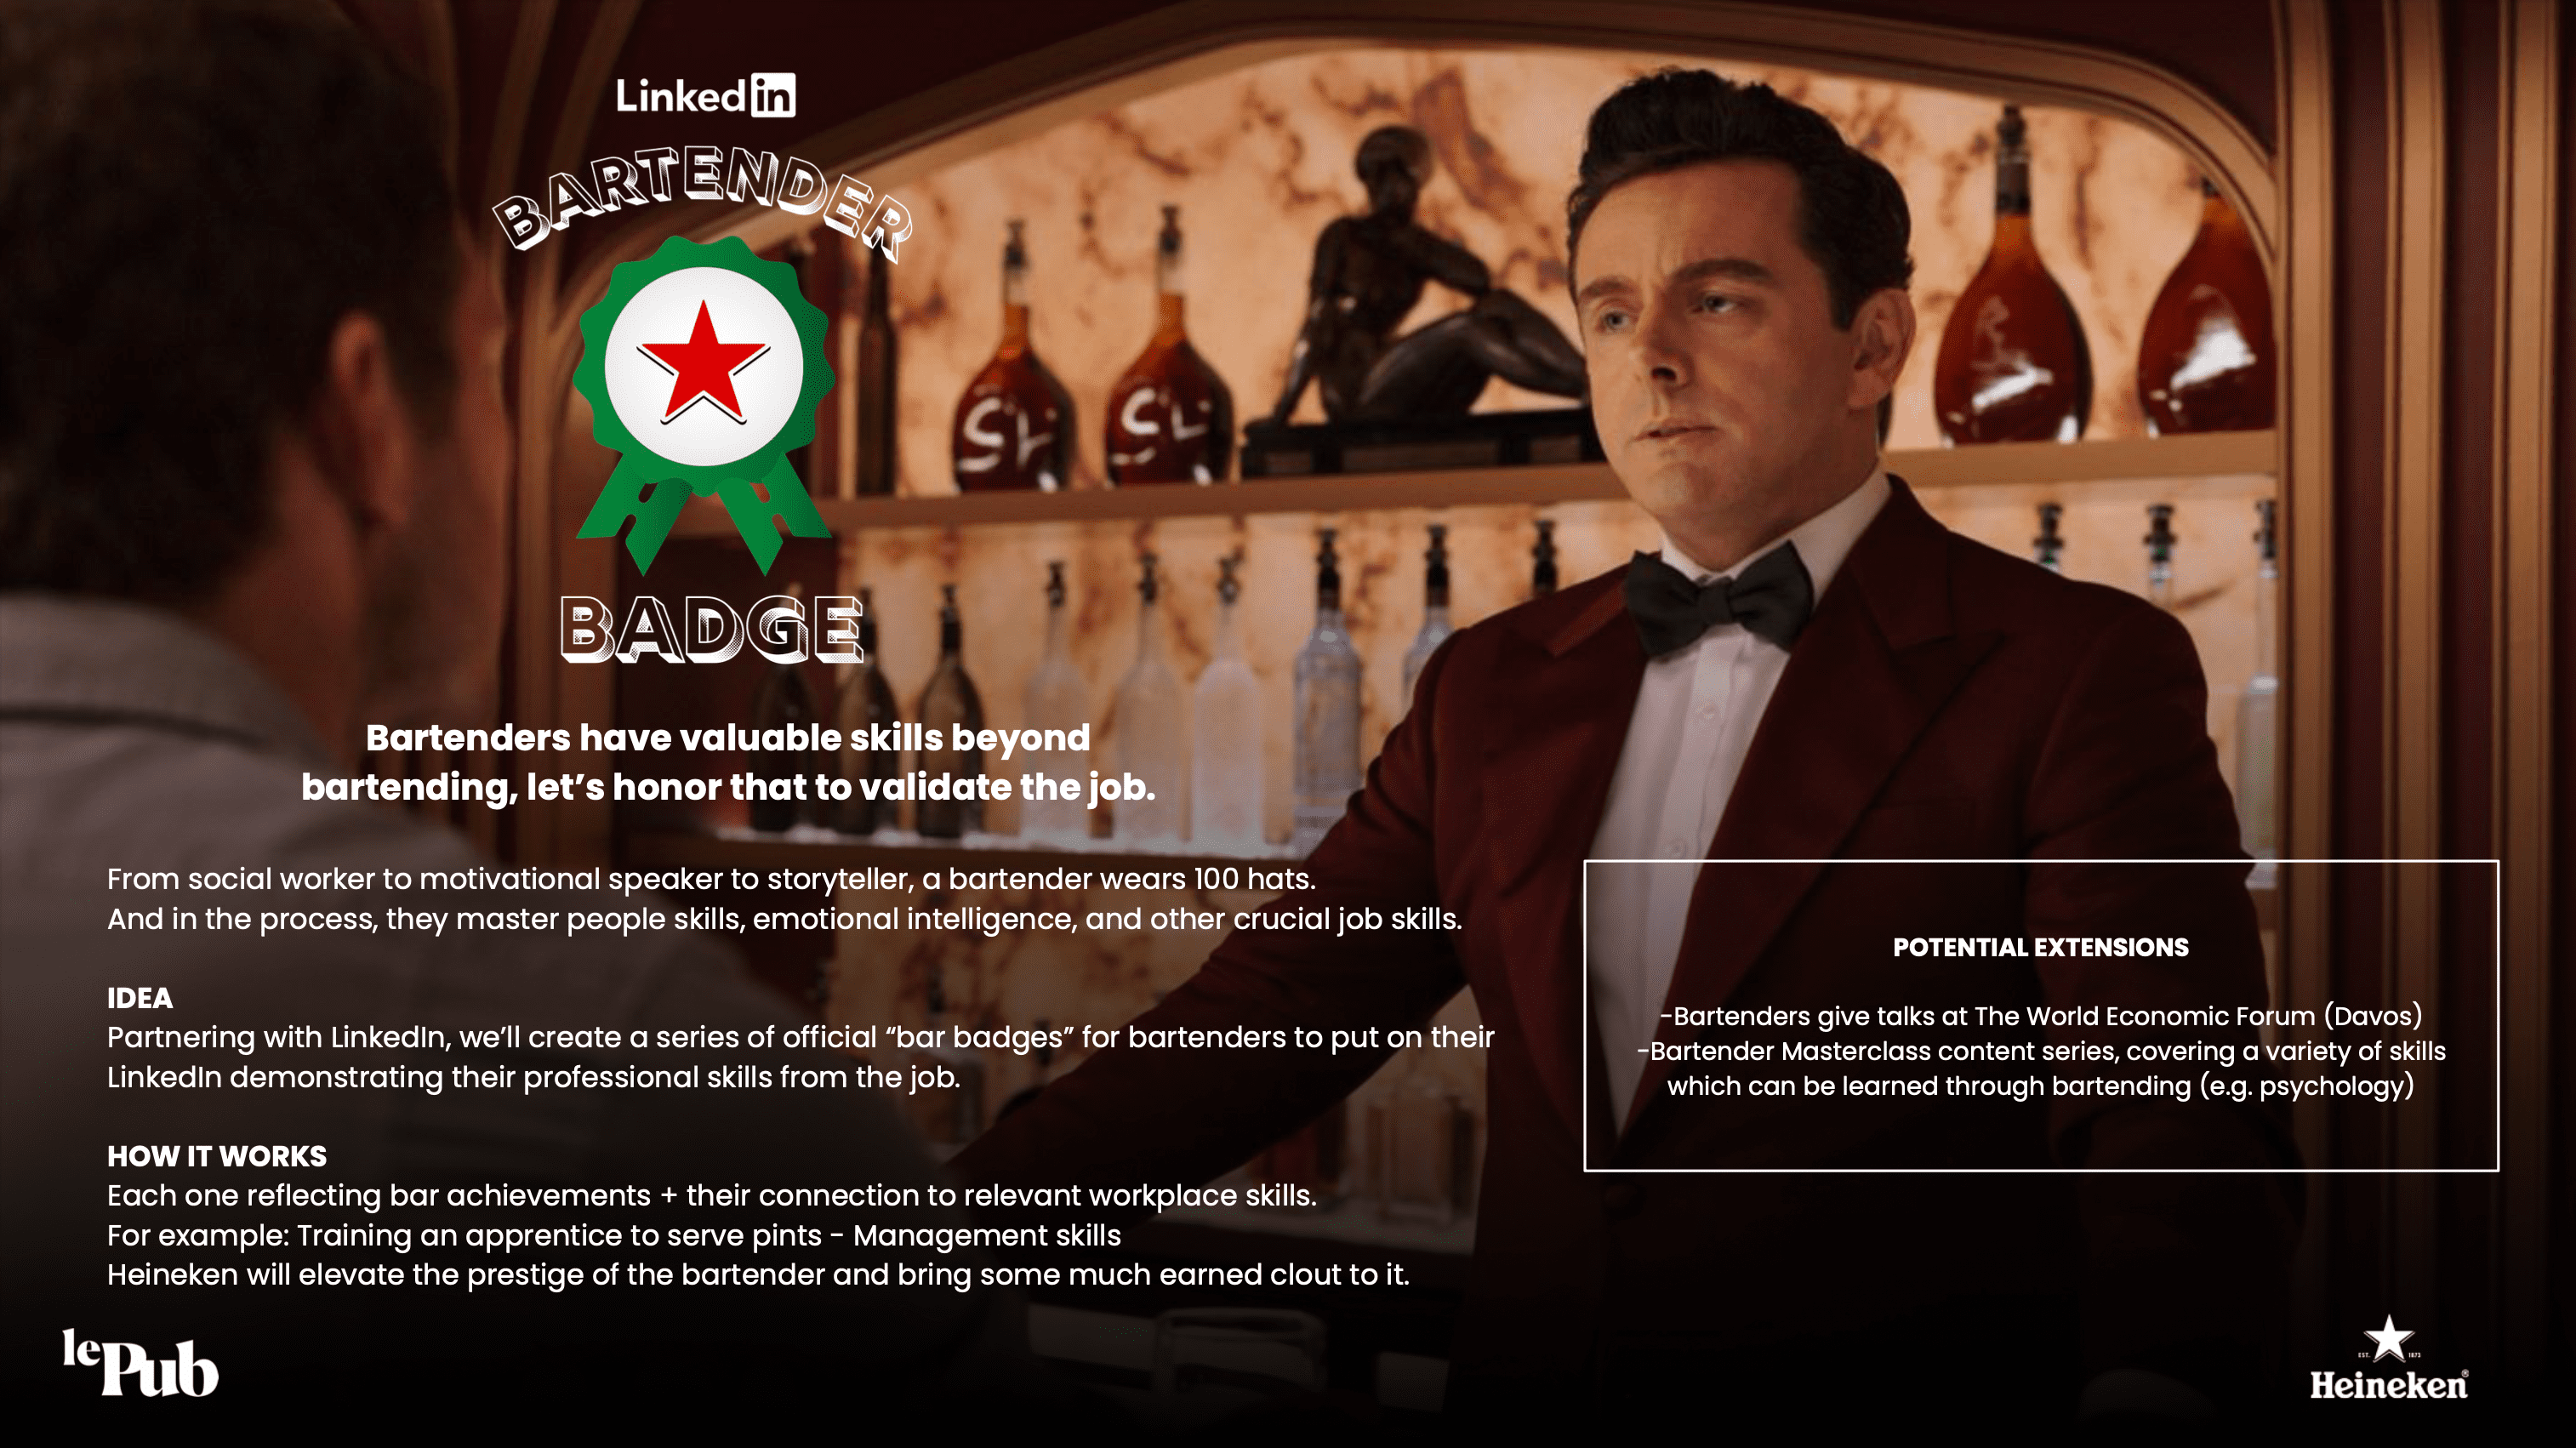 LinkedIn
BARTENDER
BADGE
Bartenders have valuable skills beyond
bartending, let’s honor that to validate the job.
From social worker to motivational speaker to storyteller, a bartender wears 100 hats.
And in the process, they master people skills, emotional intelligence, and other crucial job skills.
IDEA
Partnering with LinkedIn, we’ll create a series of official “bar badges” for bartenders to put on their
LinkedIn demonstrating their professional skills from the job.
HOW IT WORKS
Each one reflecting bar achievements + their connection to relevant workplace skills.
For example: Training an apprentice to serve pints - Management skills
Heineken will elevate the prestige of the bartender and bring some much earned clout to it.
POTENTIAL EXTENSIONS
-Bartenders give talks at The World Economic Forum (Davos)
-Bartender Masterclass content series, covering a variety of skills
which can be learned through bartending (e.g. psychology)
le Pub
EST. 1873
Heineken®